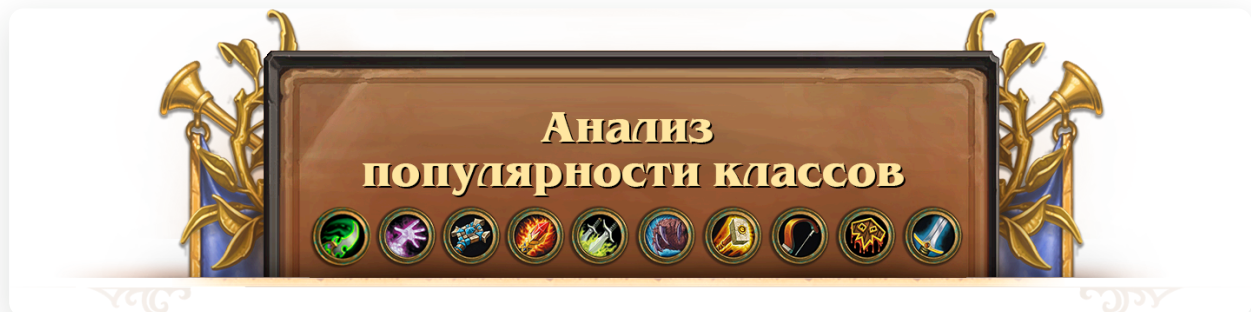 Анализ
популярности классов